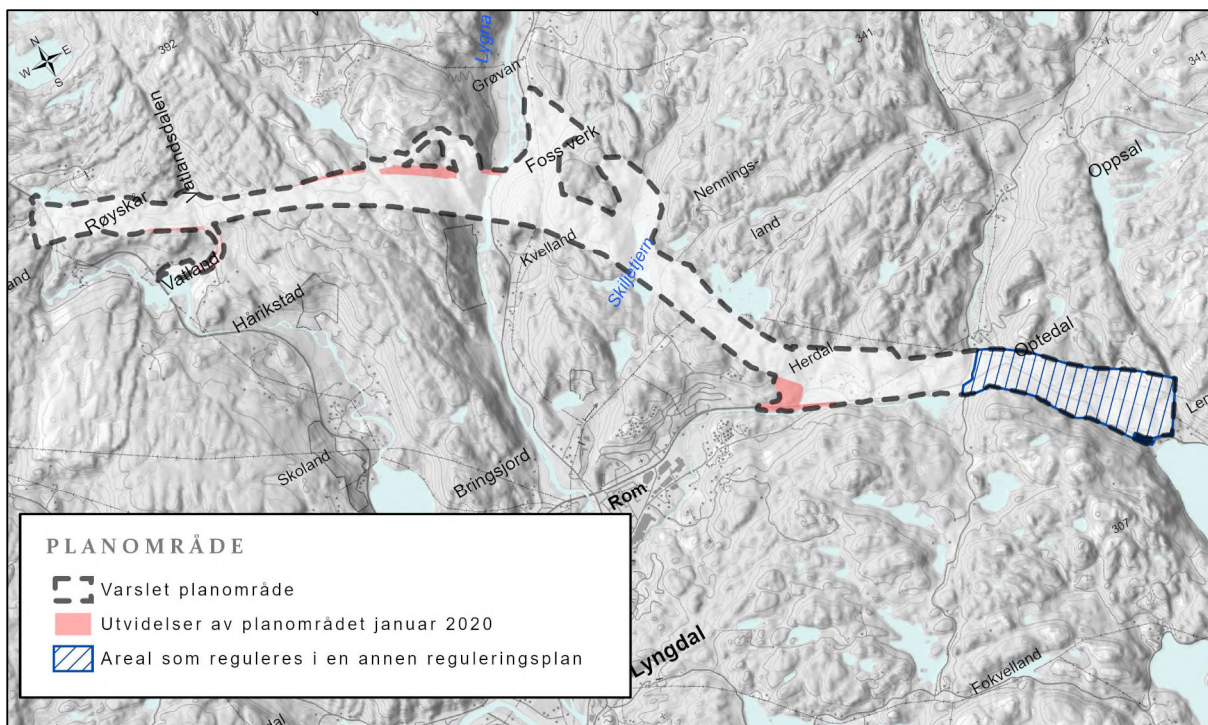 N
E
W
S
392
Lygna
Grøvan
341
341
Vatlandsdalen
Foss verk
Oppsal
Nennings-
land
Røyskår
Kvelland
Vatland
Skilletjern
Hårikstad
Herdal
Optedal
Skoland
Bringsjord
Rom
307
Lyngdal
Fokvelland
PLANOMRÅDE
Varslet planområde
Utvidelser av planområdet januar 2020
Areal som reguleres i en annen reguleringsplan